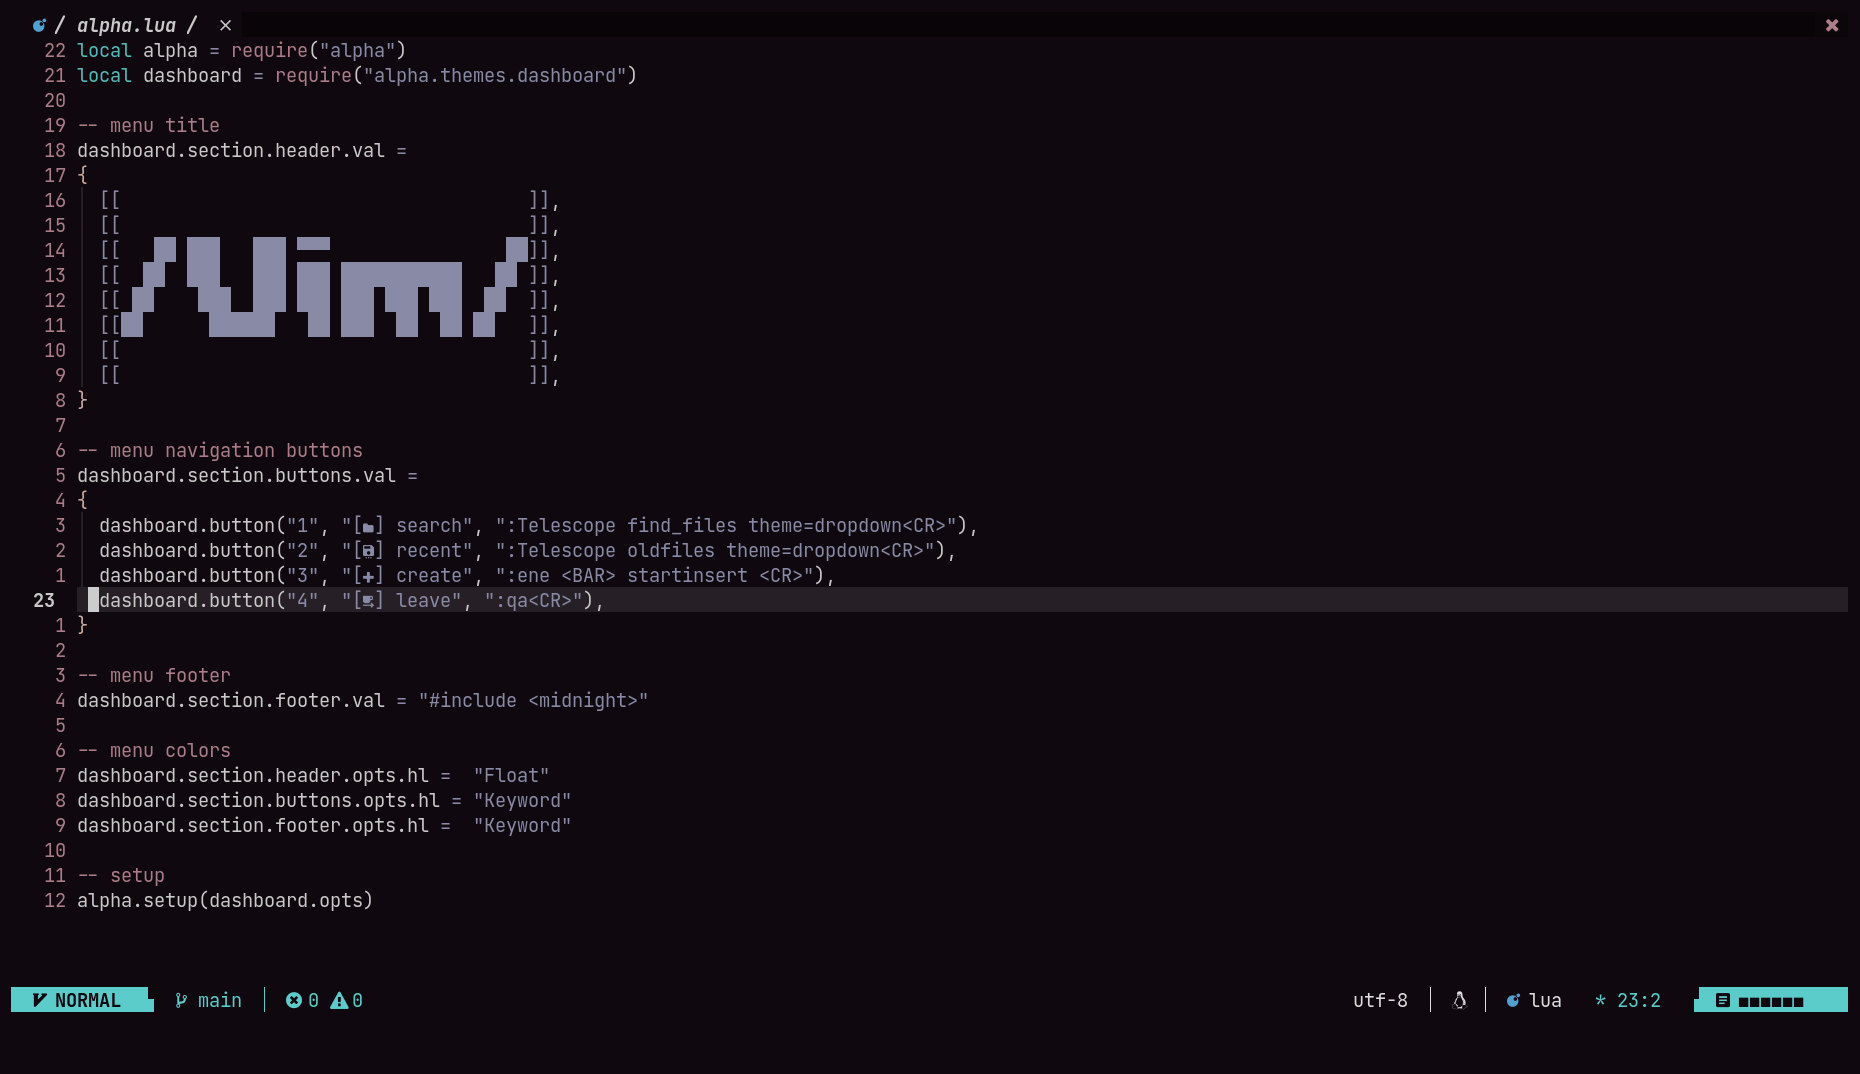 / alpha.lua / ×
22 local alpha = require("alpha")
21 local dashboard = require("alpha.themes.dashboard")
20
19 -- menu title
18 dashboard.section.header.val =
17 {
16   [[                                     ]],
15   [[                                     ]],
14   [[   ██ ███   ███ ▀▀▀                ██]],
13   [[  ██  ███   ███ ███ ███████████   ██ ]],
12   [[ ██    ███  ███ ███ ███ ███ ███  ██  ]],
11   [[██      ██████   ██ ███  ██  ██ ██   ]],
10   [[                                     ]],
9   [[                                     ]],
8 }
7
6 -- menu navigation buttons
5 dashboard.section.buttons.val =
4 {
3   dashboard.button("1", "[] search", ":Telescope find_files theme=dropdown<CR>"),
2   dashboard.button("2", "[] recent", ":Telescope oldfiles theme=dropdown<CR>"),
1   dashboard.button("3", "[+] create", ":ene <BAR> startinsert <CR>"),
23   dashboard.button("4", "[] leave", ":qa<CR>"),
1 }
2
3 -- menu footer
4 dashboard.section.footer.val = "#include <midnight>"
5
6 -- menu colors
7 dashboard.section.header.opts.hl =  "Float"
8 dashboard.section.buttons.opts.hl = "Keyword"
9 dashboard.section.footer.opts.hl =  "Keyword"
10
11 -- setup
12 alpha.setup(dashboard.opts)
NORMAL main 0 0 utf-8 lua * 23:2 ■■■■■■